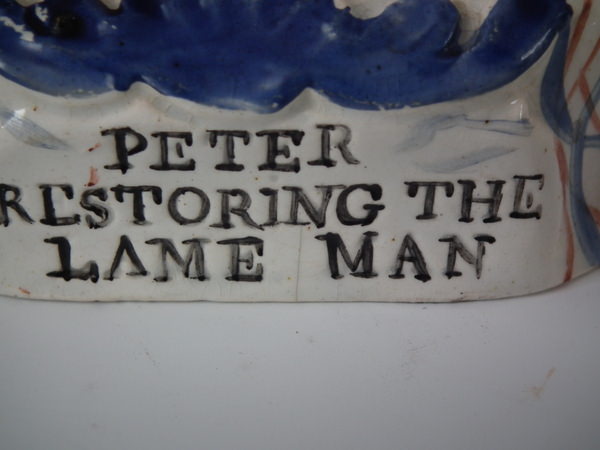 PETER
RESTORING THE
LAME MAN